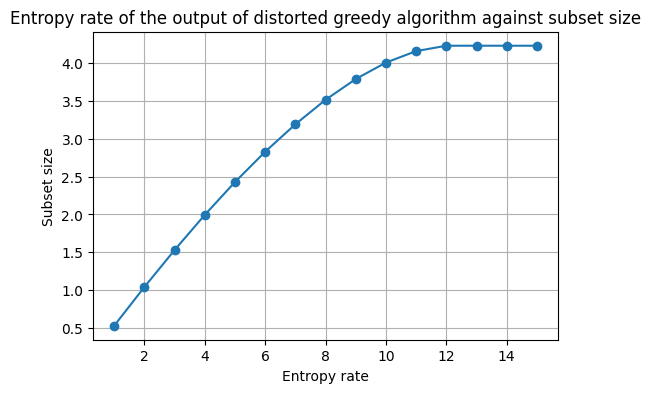 Entropy rate of the output of distorted greedy algorithm against subset size
4.0
3.5
3.0
2.5
2.0
1.5
1.0
0.5
Subset size
2 4 6 8 10 12 14
Entropy rate